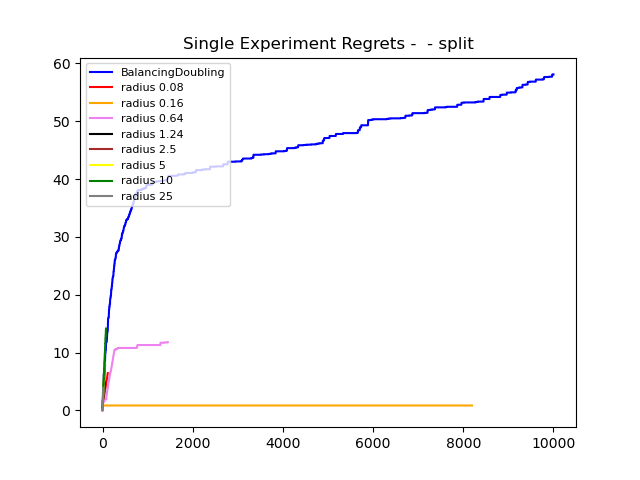 Single Experiment Regrets -  - split
60
50
40
30
20
10
0
BalancingDoubling
radius 0.08
radius 0.16
radius 0.64
radius 1.24
radius 2.5
radius 5
radius 10
radius 25
0 2000 4000 6000 8000 10000